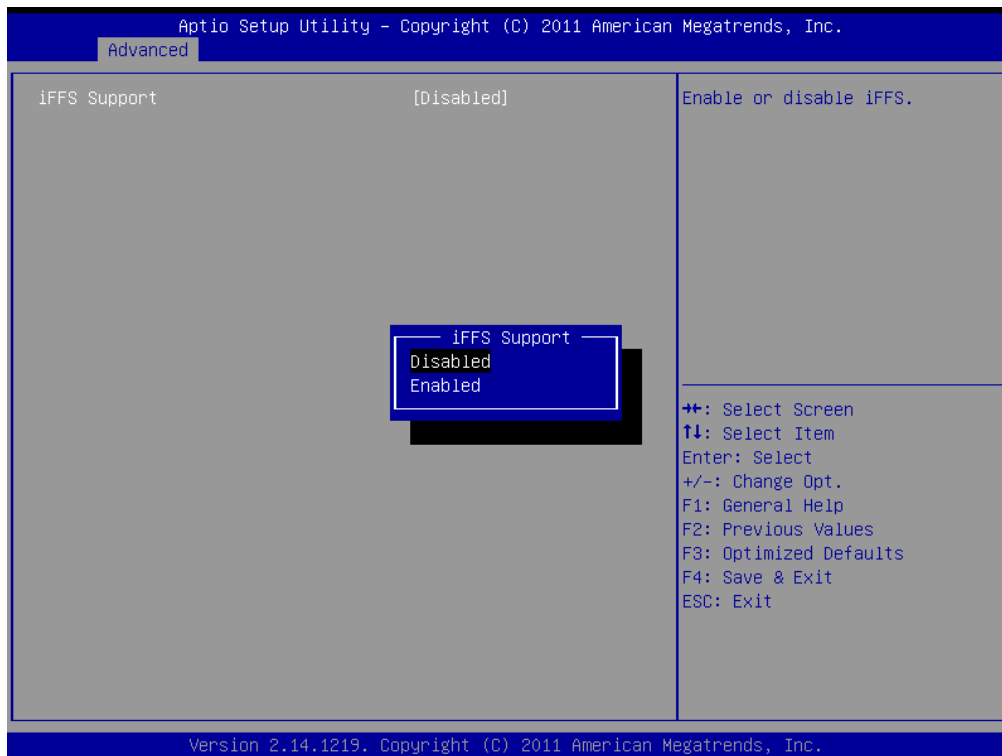 Aptio Setup Utility – Copyright (C) 2011 American Megatrends, Inc.
Advanced
iFFS Support [Disabled]
Enable or disable iFFS.
iFFS Support
Disabled
Enabled
→←: Select Screen
↑↓: Select Item
Enter: Select
+/-: Change Opt.
F1: General Help
F2: Previous Values
F3: Optimized Defaults
F4: Save & Exit
ESC: Exit
Version 2.14.1219. Copyright (C) 2011 American Megatrends, Inc.